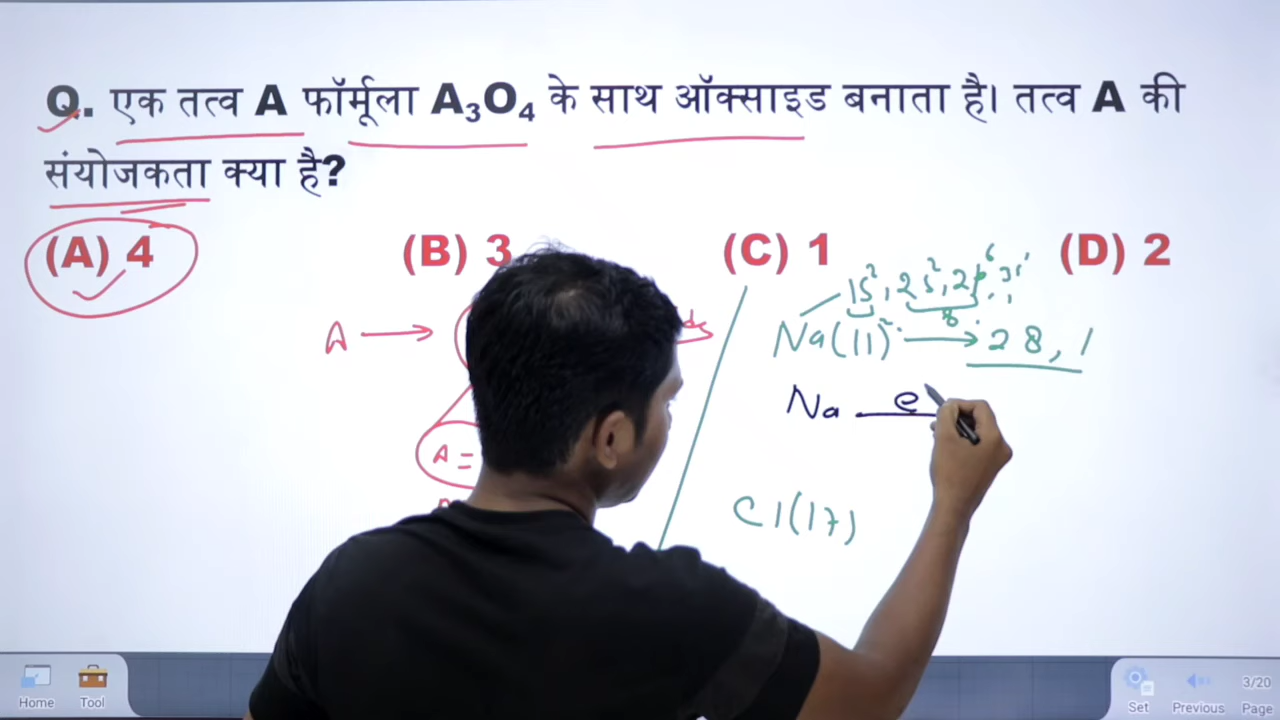 Q. एक तत्व A फॉर्मूला A₃O₄ के साथ ऑक्साइड बनाता है। तत्व A की
संयोजकता क्या है?
(A) 4 (B) 3 (C) 1 (D) 2
1s², 2s², 2p⁶, 3s¹
A → Na(11) → 2 8, 1
Na e
A =
Cl(17)
Home Tool Set Previous 3/20 Page